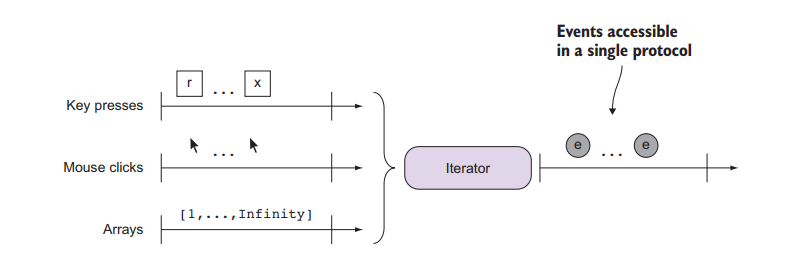 Events accessible
in a single protocol
r ... x
Key presses
...
Mouse clicks
Iterator
e ... e
[1,...,Infinity]
Arrays